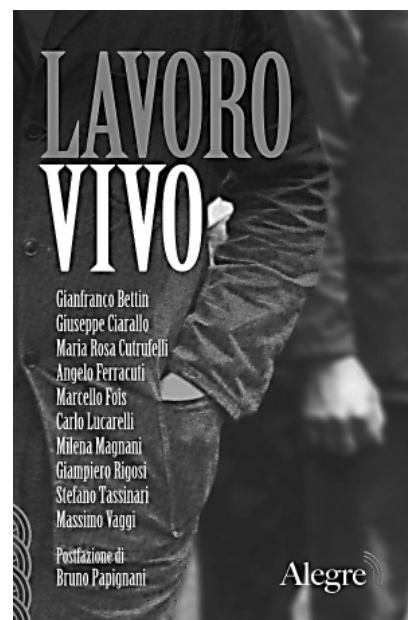 LAVORO
VIVO
Gianfranco Bettin
Giuseppe Ciarallo
Maria Rosa Cutrufelli
Angelo Ferracuti
Marcello Fois
Carlo Lucarelli
Milena Magnani
Giampiero Rigosi
Stefano Tassinari
Massimo Vaggi
Postfazione di
Bruno Papignani
Alegre